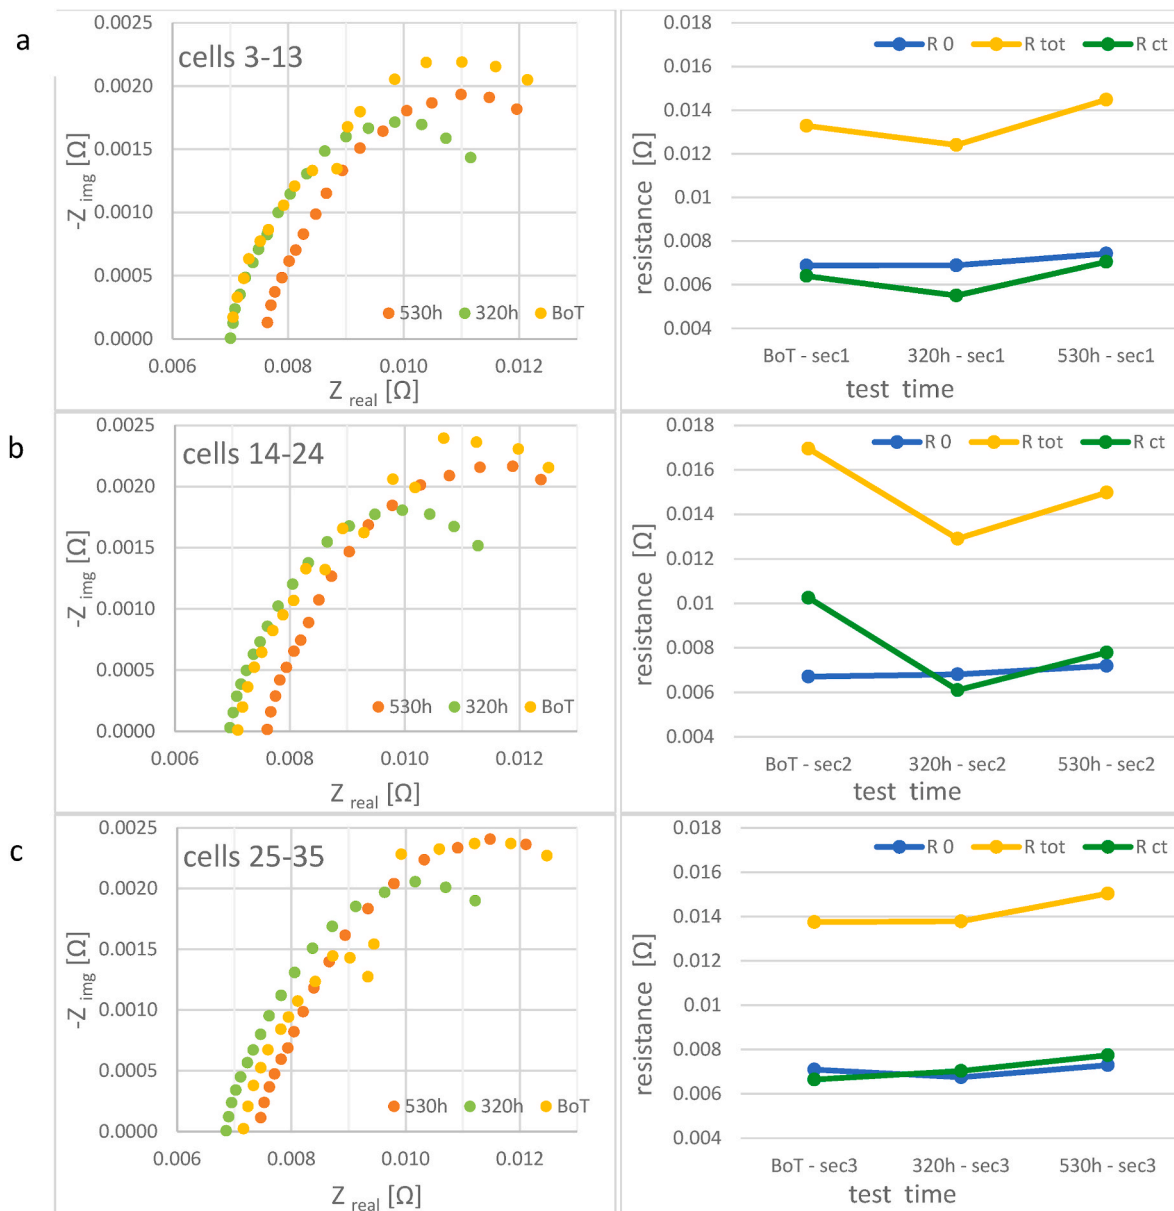 a
0.0025
0.0020
0.0015
0.0010
0.0005
0.0000
-Z img [Ω]
cells 3-13
530h 320h BoT
0.006 0.008 0.010 0.012
Z real [Ω]
0.018
0.016
0.014
0.012
0.01
0.008
0.006
0.004
resistance [Ω]
R 0 R tot R ct
BoT - sec1 320h - sec1 530h - sec1
test time
b
0.0025
0.0020
0.0015
0.0010
0.0005
0.0000
-Z img [Ω]
cells 14-24
530h 320h BoT
0.006 0.008 0.010 0.012
Z real [Ω]
0.018
0.016
0.014
0.012
0.01
0.008
0.006
0.004
resistance [Ω]
R 0 R tot R ct
BoT - sec2 320h - sec2 530h - sec2
test time
c
0.0025
0.0020
0.0015
0.0010
0.0005
0.0000
-Z img [Ω]
cells 25-35
530h 320h BoT
0.006 0.008 0.010 0.012
Z real [Ω]
0.018
0.016
0.014
0.012
0.01
0.008
0.006
0.004
resistance [Ω]
R 0 R tot R ct
BoT - sec3 320h - sec3 530h - sec3
test time